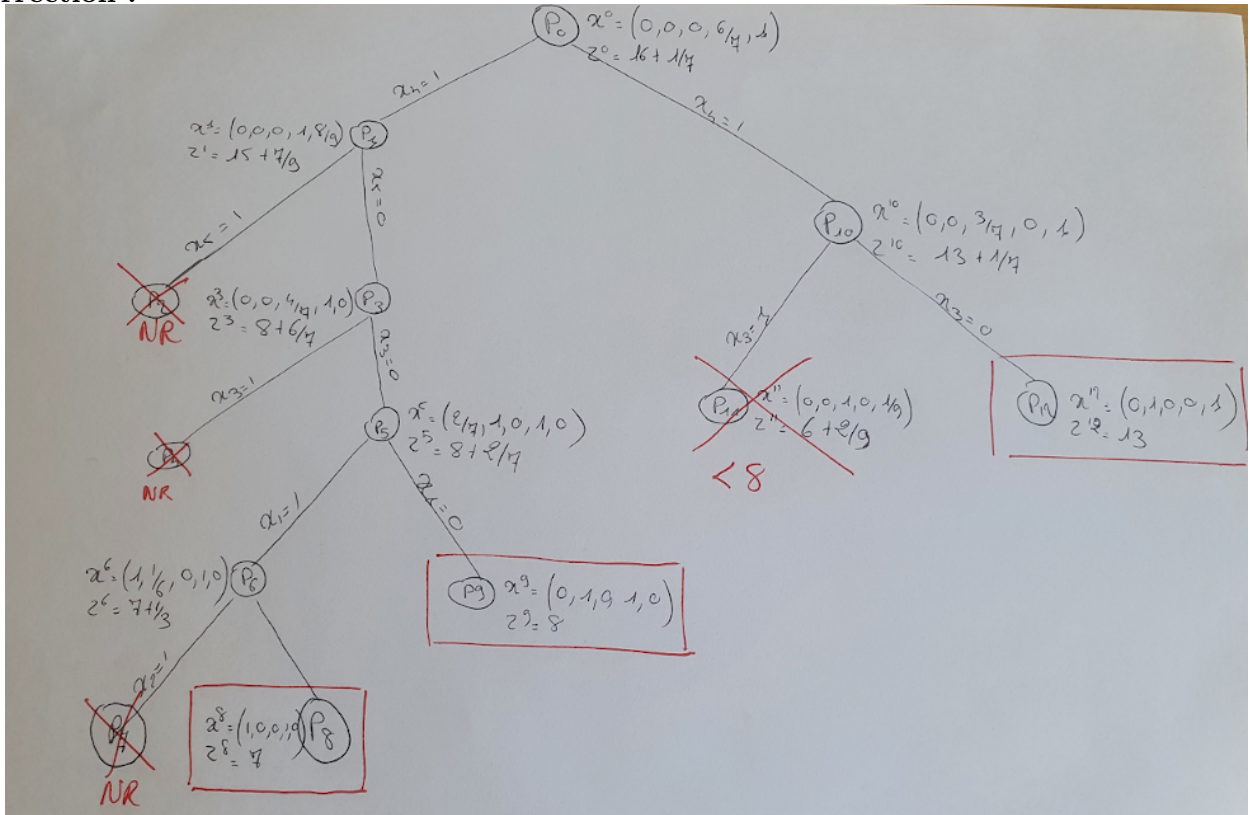 rrection :
P₀ x⁰ = (0,0,0,6/7,1)
z⁰ = 16 + 1/7
x₄ = 1
x₄ = 1
x¹ = (0,0,0,1,8/9) P₁
z¹ = 15 + 7/9
x₅ = 1
x₅ = 0
P₁₀ x¹⁰ = (0,0,3/7,0,1)
z¹⁰ = 13 + 1/7
P₂
NR
x³ = (0,0,4/7,1,0) P₃
z³ = 8 + 6/7
x₃ = 1
x₃ = 0
x₃ = 1
x₃ = 0
P₄
NR
P₅ x⁵ = (2/7,1,0,1,0)
z⁵ = 8 + 2/7
P₁₁ x¹¹ = (0,0,1,0,1/9)
z¹¹ = 6 + 2/9
< 8
P₁₂ x¹² = (0,1,0,0,1)
z¹² = 13
x₁ = 1
x₁ = 0
x⁶ = (1,1/6,0,1,0) P₆
z⁶ = 7 + 1/3
P₉ x⁹ = (0,1,0,1,0)
z⁹ = 8
x₂ = 1
P₇
NR
x⁸ = (1,0,0,1,0) P₈
z⁸ = 7